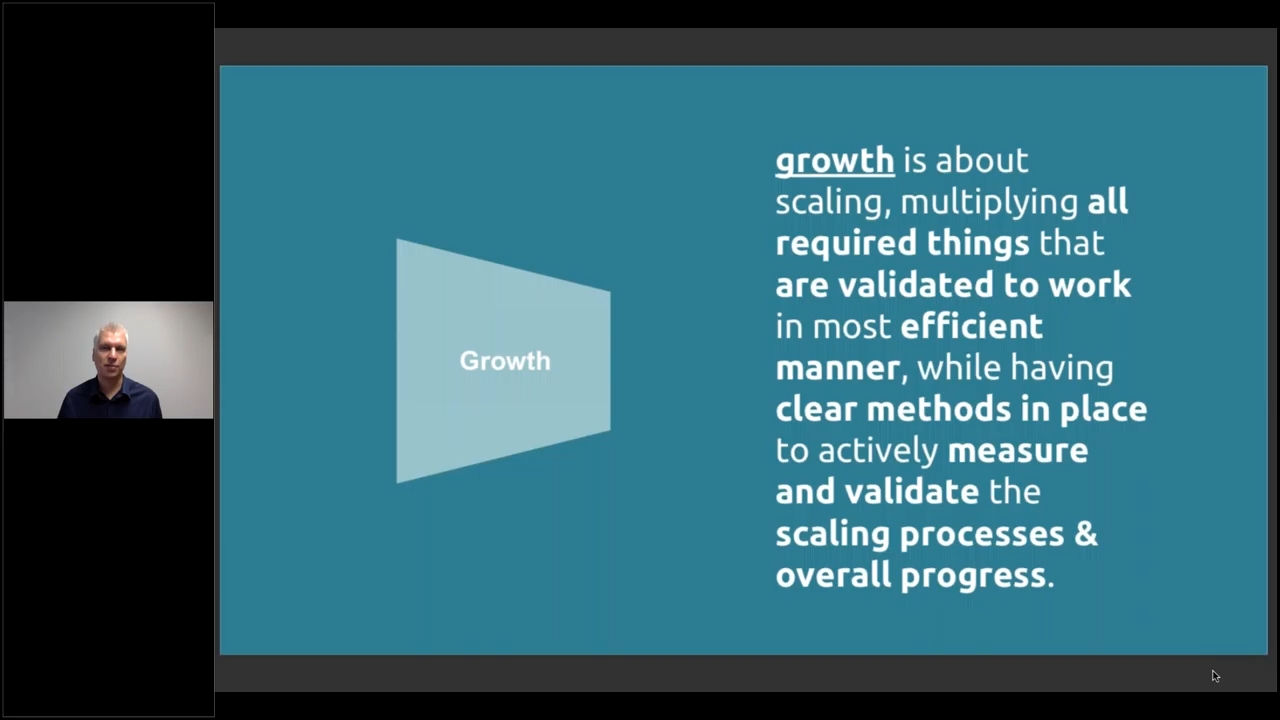 Growth
growth is about
scaling, multiplying all
required things that
are validated to work
in most efficient
manner, while having
clear methods in place
to actively measure
and validate the
scaling processes &
overall progress.